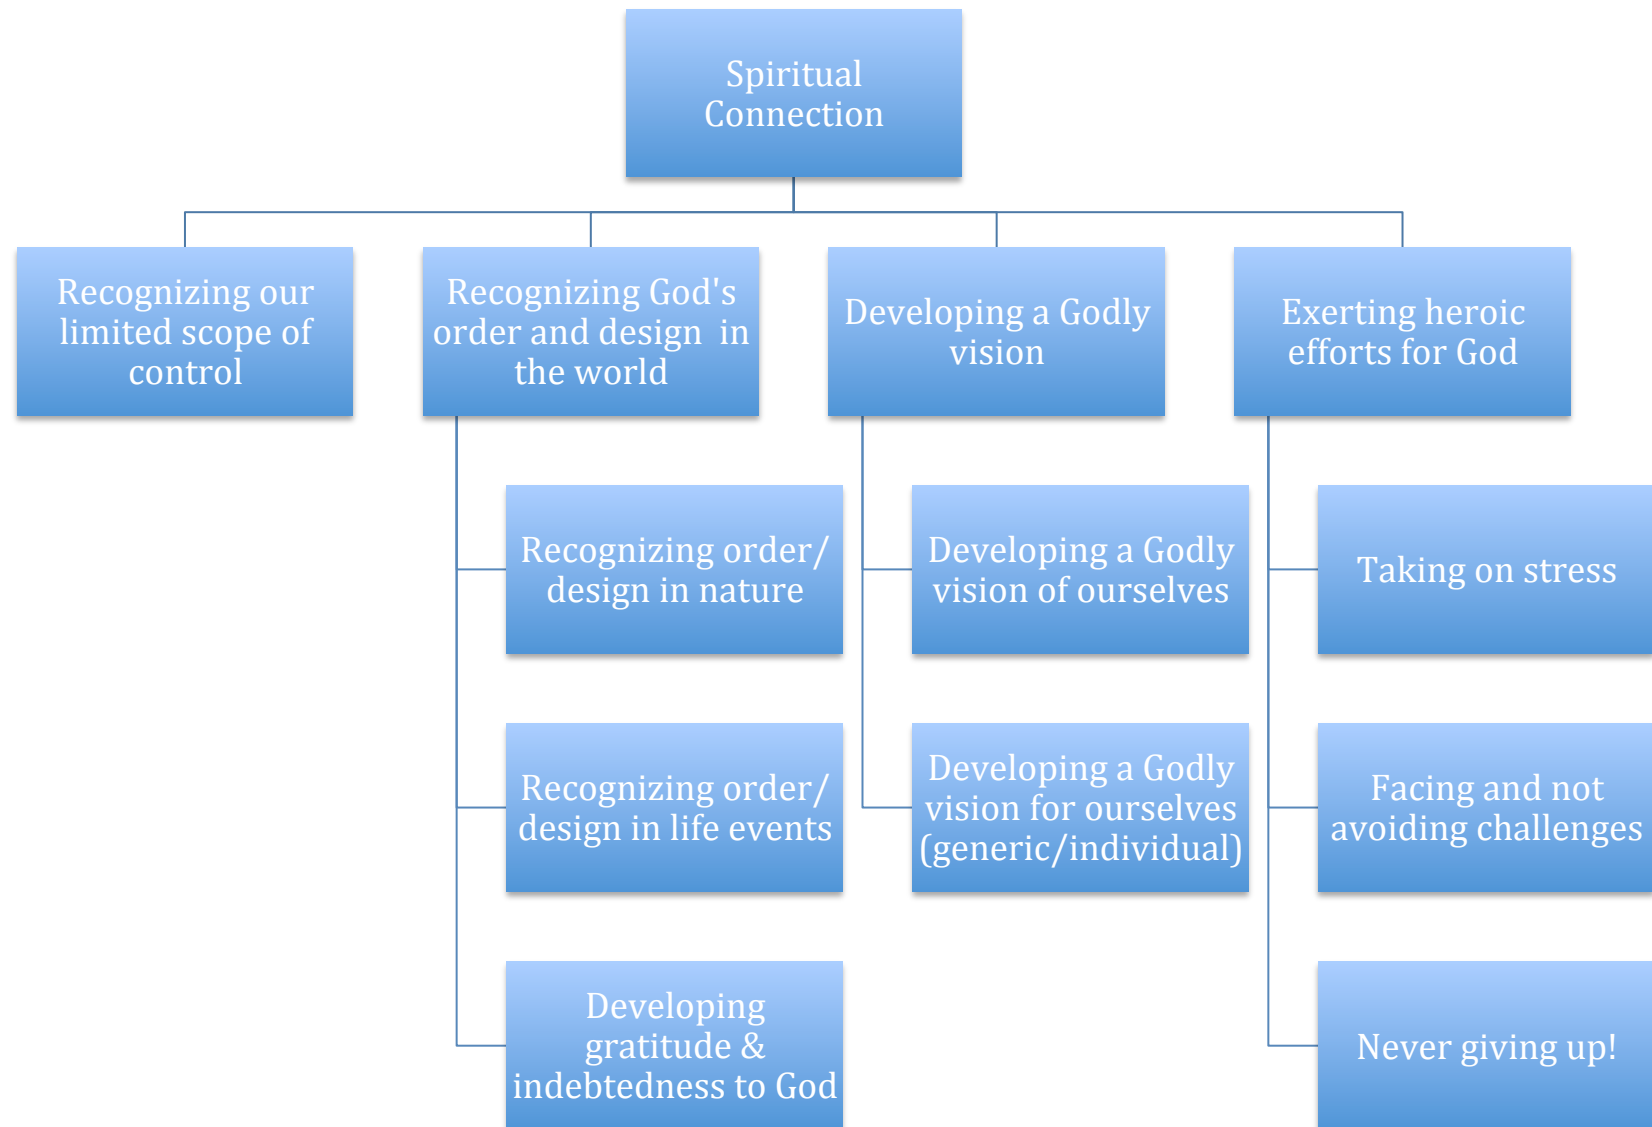 Spiritual
Connection
Recognizing our
limited scope of
control
Recognizing God's
order and design  in
the world
Developing a Godly
vision
Exerting heroic
efforts for God
Recognizing order/
design in nature
Recognizing order/
design in life events
Developing
gratitude &
indebtedness to God
Developing a Godly
vision of ourselves
Developing a Godly
vision for ourselves
(generic/individual)
Taking on stress
Facing and not
avoiding challenges
Never giving up!